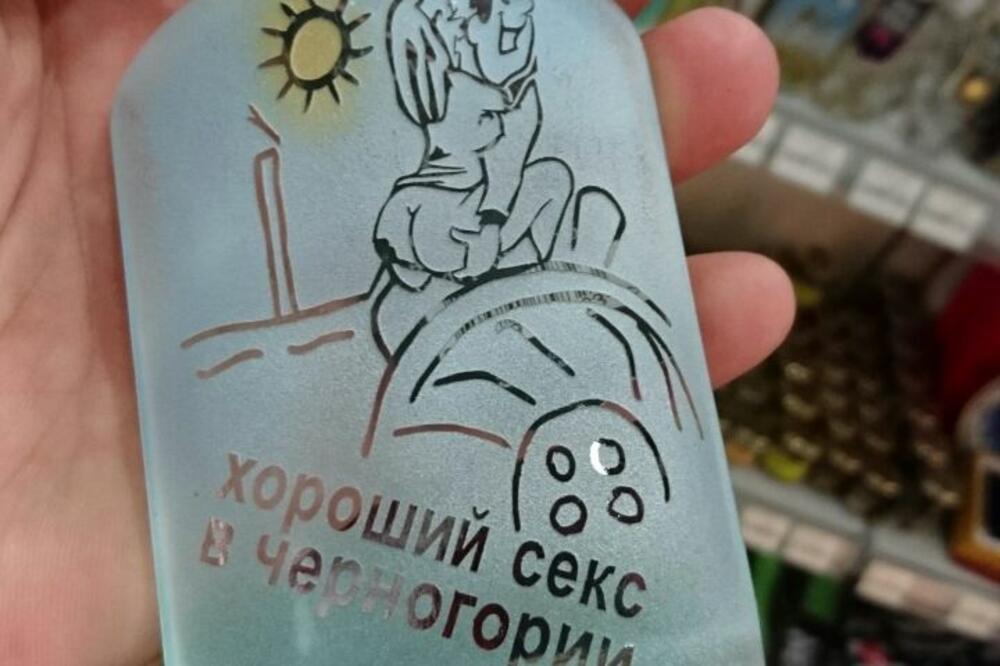 хороший секс
в черногории